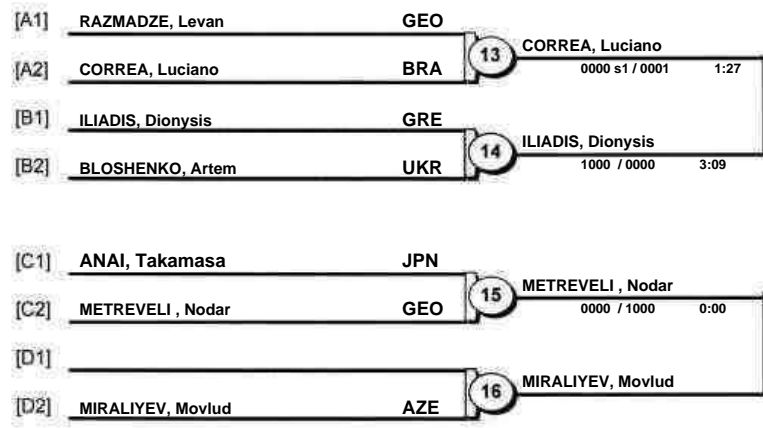 [A1] RAZMADZE, Levan GEO
13 CORREA, Luciano
0000 s1 / 0001 1:27
[A2] CORREA, Luciano BRA
[B1] ILIADIS, Dionysis GRE
14 ILIADIS, Dionysis
1000 / 0000 3:09
[B2] BLOSHENKO, Artem UKR
[C1] ANAI, Takamasa JPN
15 METREVELI , Nodar
0000 / 1000 0:00
[C2] METREVELI , Nodar GEO
[D1]
16 MIRALIYEV, Movlud
[D2] MIRALIYEV, Movlud AZE